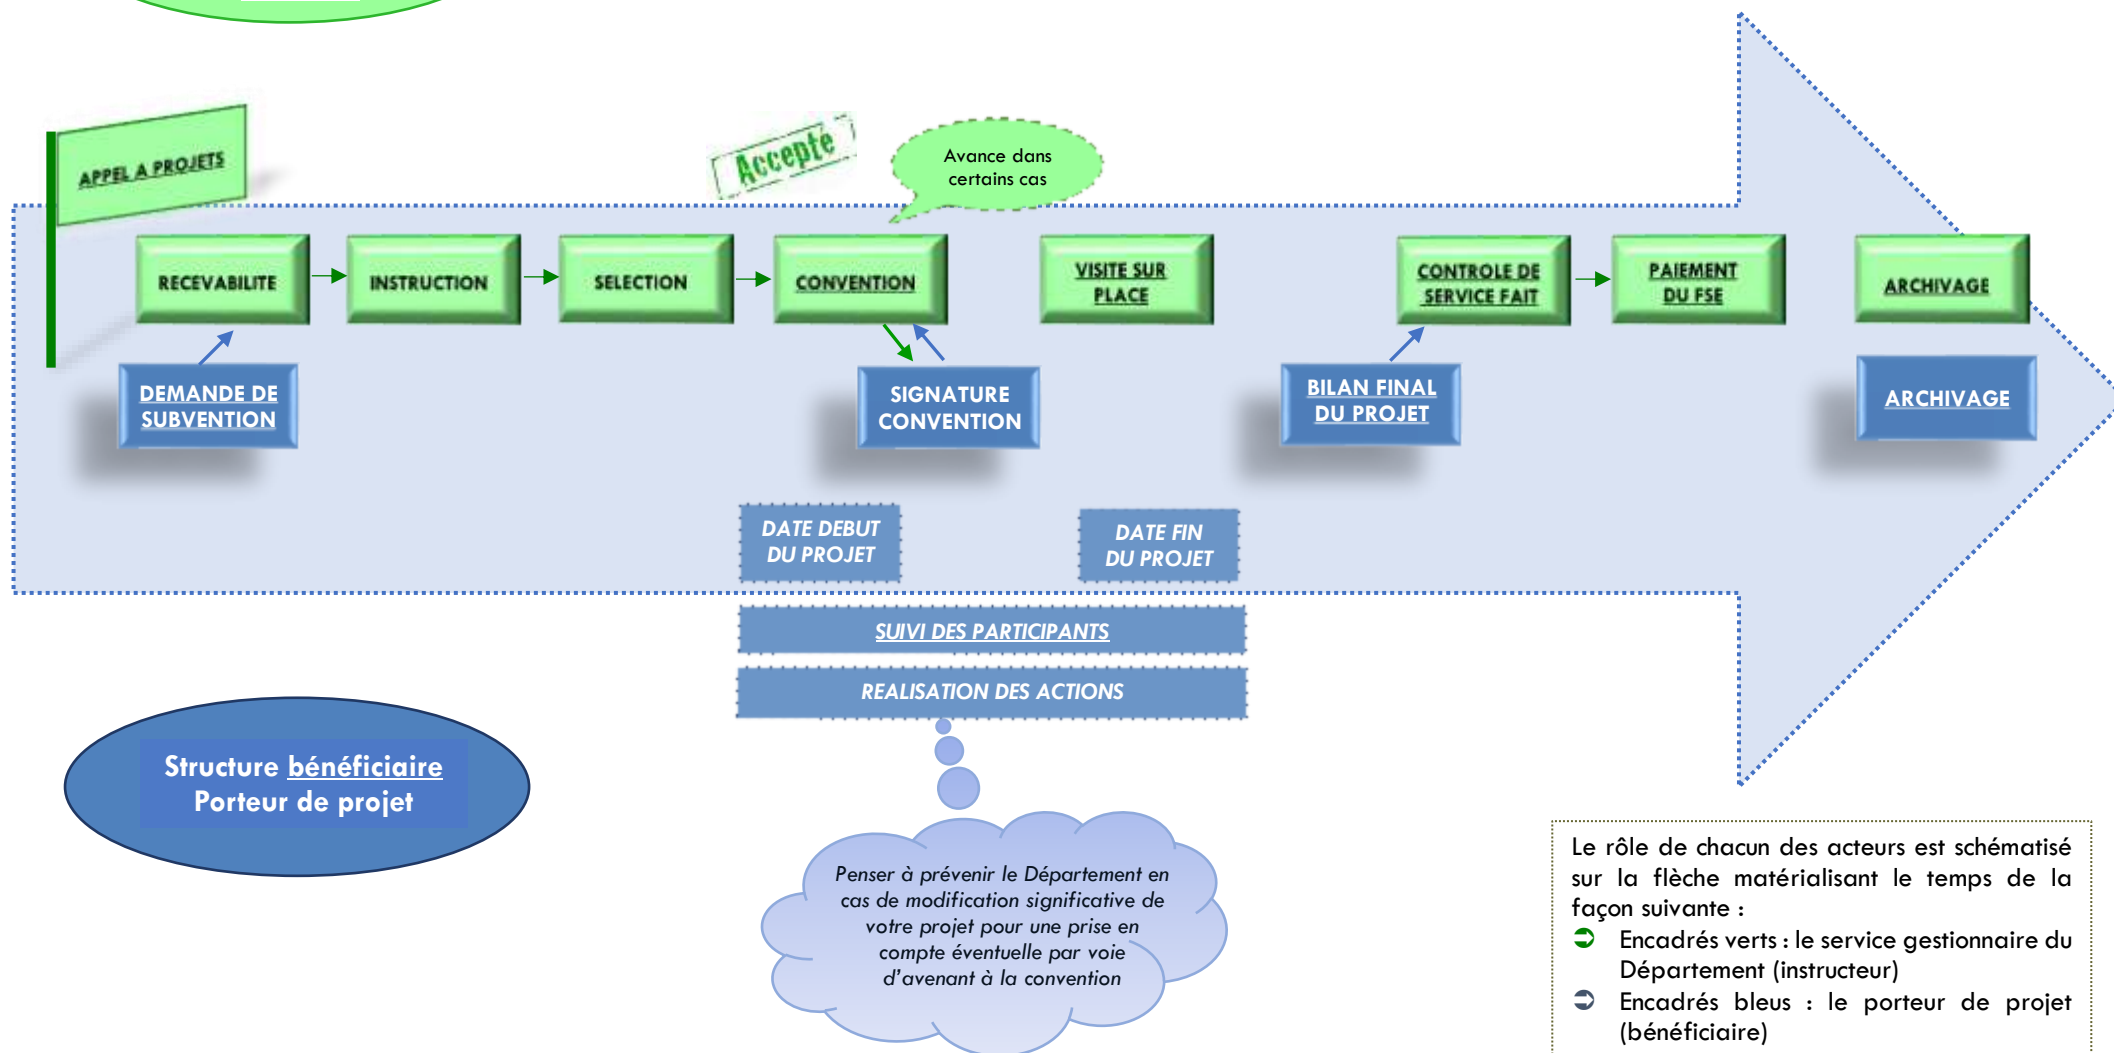 APPEL A PROJETS
Accepté
Avance dans
certains cas
RECEVABILITE
INSTRUCTION
SELECTION
CONVENTION
VISITE SUR
PLACE
CONTROLE DE
SERVICE FAIT
PAIEMENT
DU FSE
ARCHIVAGE
DEMANDE DE
SUBVENTION
SIGNATURE
CONVENTION
BILAN FINAL
DU PROJET
ARCHIVAGE
DATE DEBUT
DU PROJET
DATE FIN
DU PROJET
SUIVI DES PARTICIPANTS
REALISATION DES ACTIONS
Structure bénéficiaire
Porteur de projet
Penser à prévenir le Département en
cas de modification significative de
votre projet pour une prise en
compte éventuelle par voie
d'avenant à la convention
Le rôle de chacun des acteurs est schématisé
sur la flèche matérialisant le temps de la
façon suivante :
Encadrés verts : le service gestionnaire du
Département (instructeur)
Encadrés bleus : le porteur de projet
(bénéficiaire)